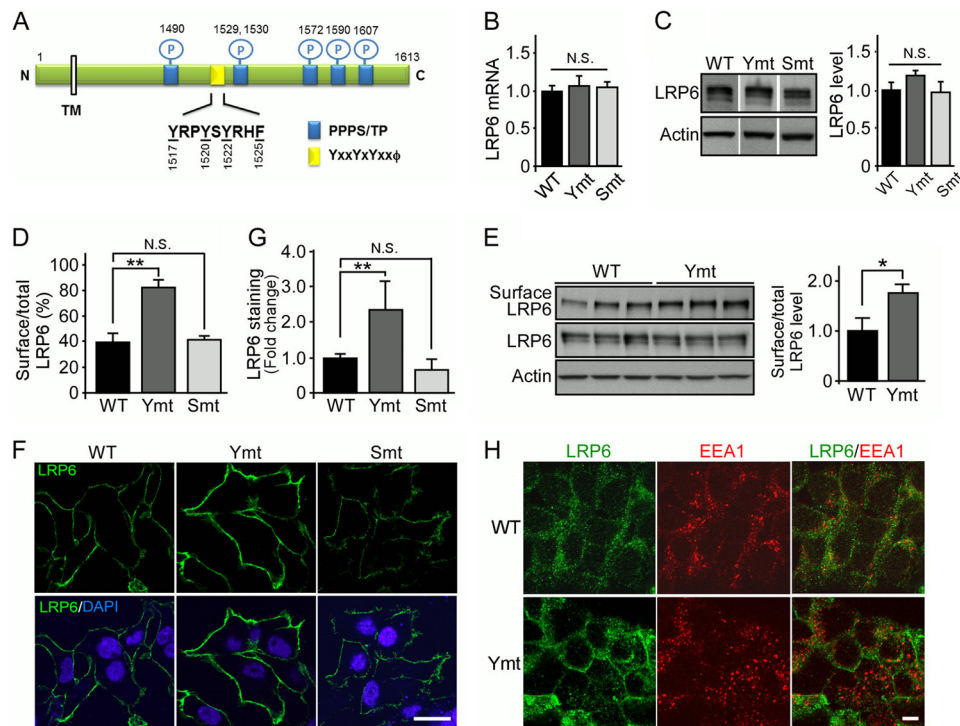 A
1490
1529, 1530
1572 1590 1607
P P P P P
1
1613
N
C
TM
YRPYSYRHF
1517
1520
1522
1525
PPPS/TP
YxxYxYxxϕ
B
LRP6 mRNA
1.5
1.0
0.5
0
N.S.
WT
Ymt
Smt
C
WT Ymt Smt
LRP6
Actin
LRP6 level
1.5
1.0
0.5
0
N.S.
WT
Ymt
Smt
D
Surface/total
LRP6 (%)
100
80
60
40
20
0
N.S.
**
WT Ymt Smt
G
LRP6 staining
(Fold change)
4.0
3.0
2.0
1.0
0
N.S.
**
WT Ymt Smt
E
WT Ymt
Surface
LRP6
LRP6
Actin
Surface/total
LRP6 level
2.0
1.0
0
*
WT Ymt
F
WT Ymt Smt
LRP6
LRP6/DAPI
H
LRP6 EEA1 LRP6/EEA1
WT
Ymt